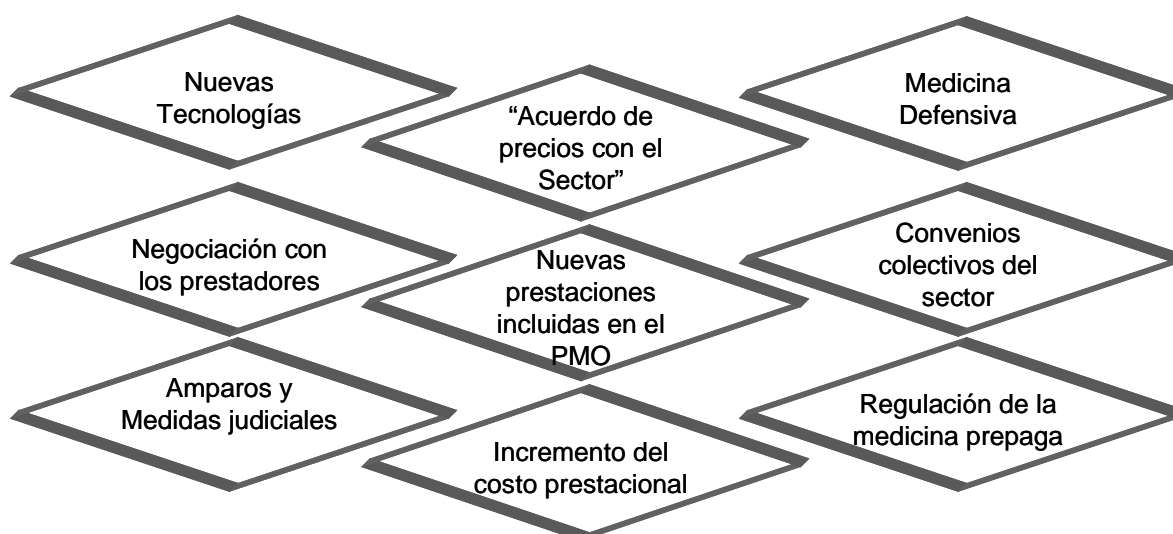 Nuevas
Tecnologías
“Acuerdo de
precios con el
Sector”
Medicina
Defensiva
Negociación con
los prestadores
Nuevas
prestaciones
incluidas en el
PMO
Convenios
colectivos del
sector
Amparos y
Medidas judiciales
Incremento del
costo prestacional
Regulación de la
medicina prepaga